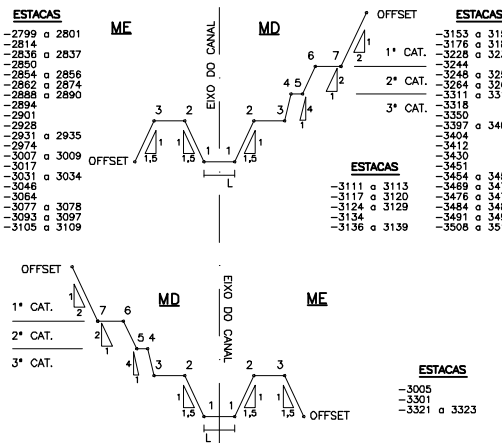 ESTACAS
-2799 a 2801
-2814
-2836 a 2837
-2850
-2854 a 2856
-2862 a 2874
-2888 a 2890
-2894
-2901
-2928
-2931 a 2935
-2974
-3007 a 3009
-3017
-3031 a 3034
-3046
-3064
-3077 a 3078
-3093 a 3097
-3105 a 3109
ME
EIXO DO CANAL
MD
OFFSET
1
2
6
7
1ª CAT.
1
2
2ª CAT.
4
5
1
4
3ª CAT.
3
2
2
3
1
1
1
1
1,5
1,5
1,5
OFFSET
1
1
L
ESTACAS
-3111 a 3113
-3117 a 3120
-3124 a 3129
-3134
-3136 a 3139
ESTACAS
-3153 a
-3176 a
-3228 a
-3244
-3248 a
-3264 a
-3311 a
-3318
-3350
-3397 a
-3404
-3412
-3430
-3451
-3454 a
-3469 a
-3476 a
-3484 a
-3491 a
-3508 a
OFFSET
1
2
7
6
1ª CAT.
1
2
2ª CAT.
5
4
1
4
3ª CAT.
3
2
2
3
1
1,5
1
1,5
1
1,5
1
1
L
OFFSET
MD
EIXO DO CANAL
ME
ESTACAS
-3005
-3301
-3321 a 3323